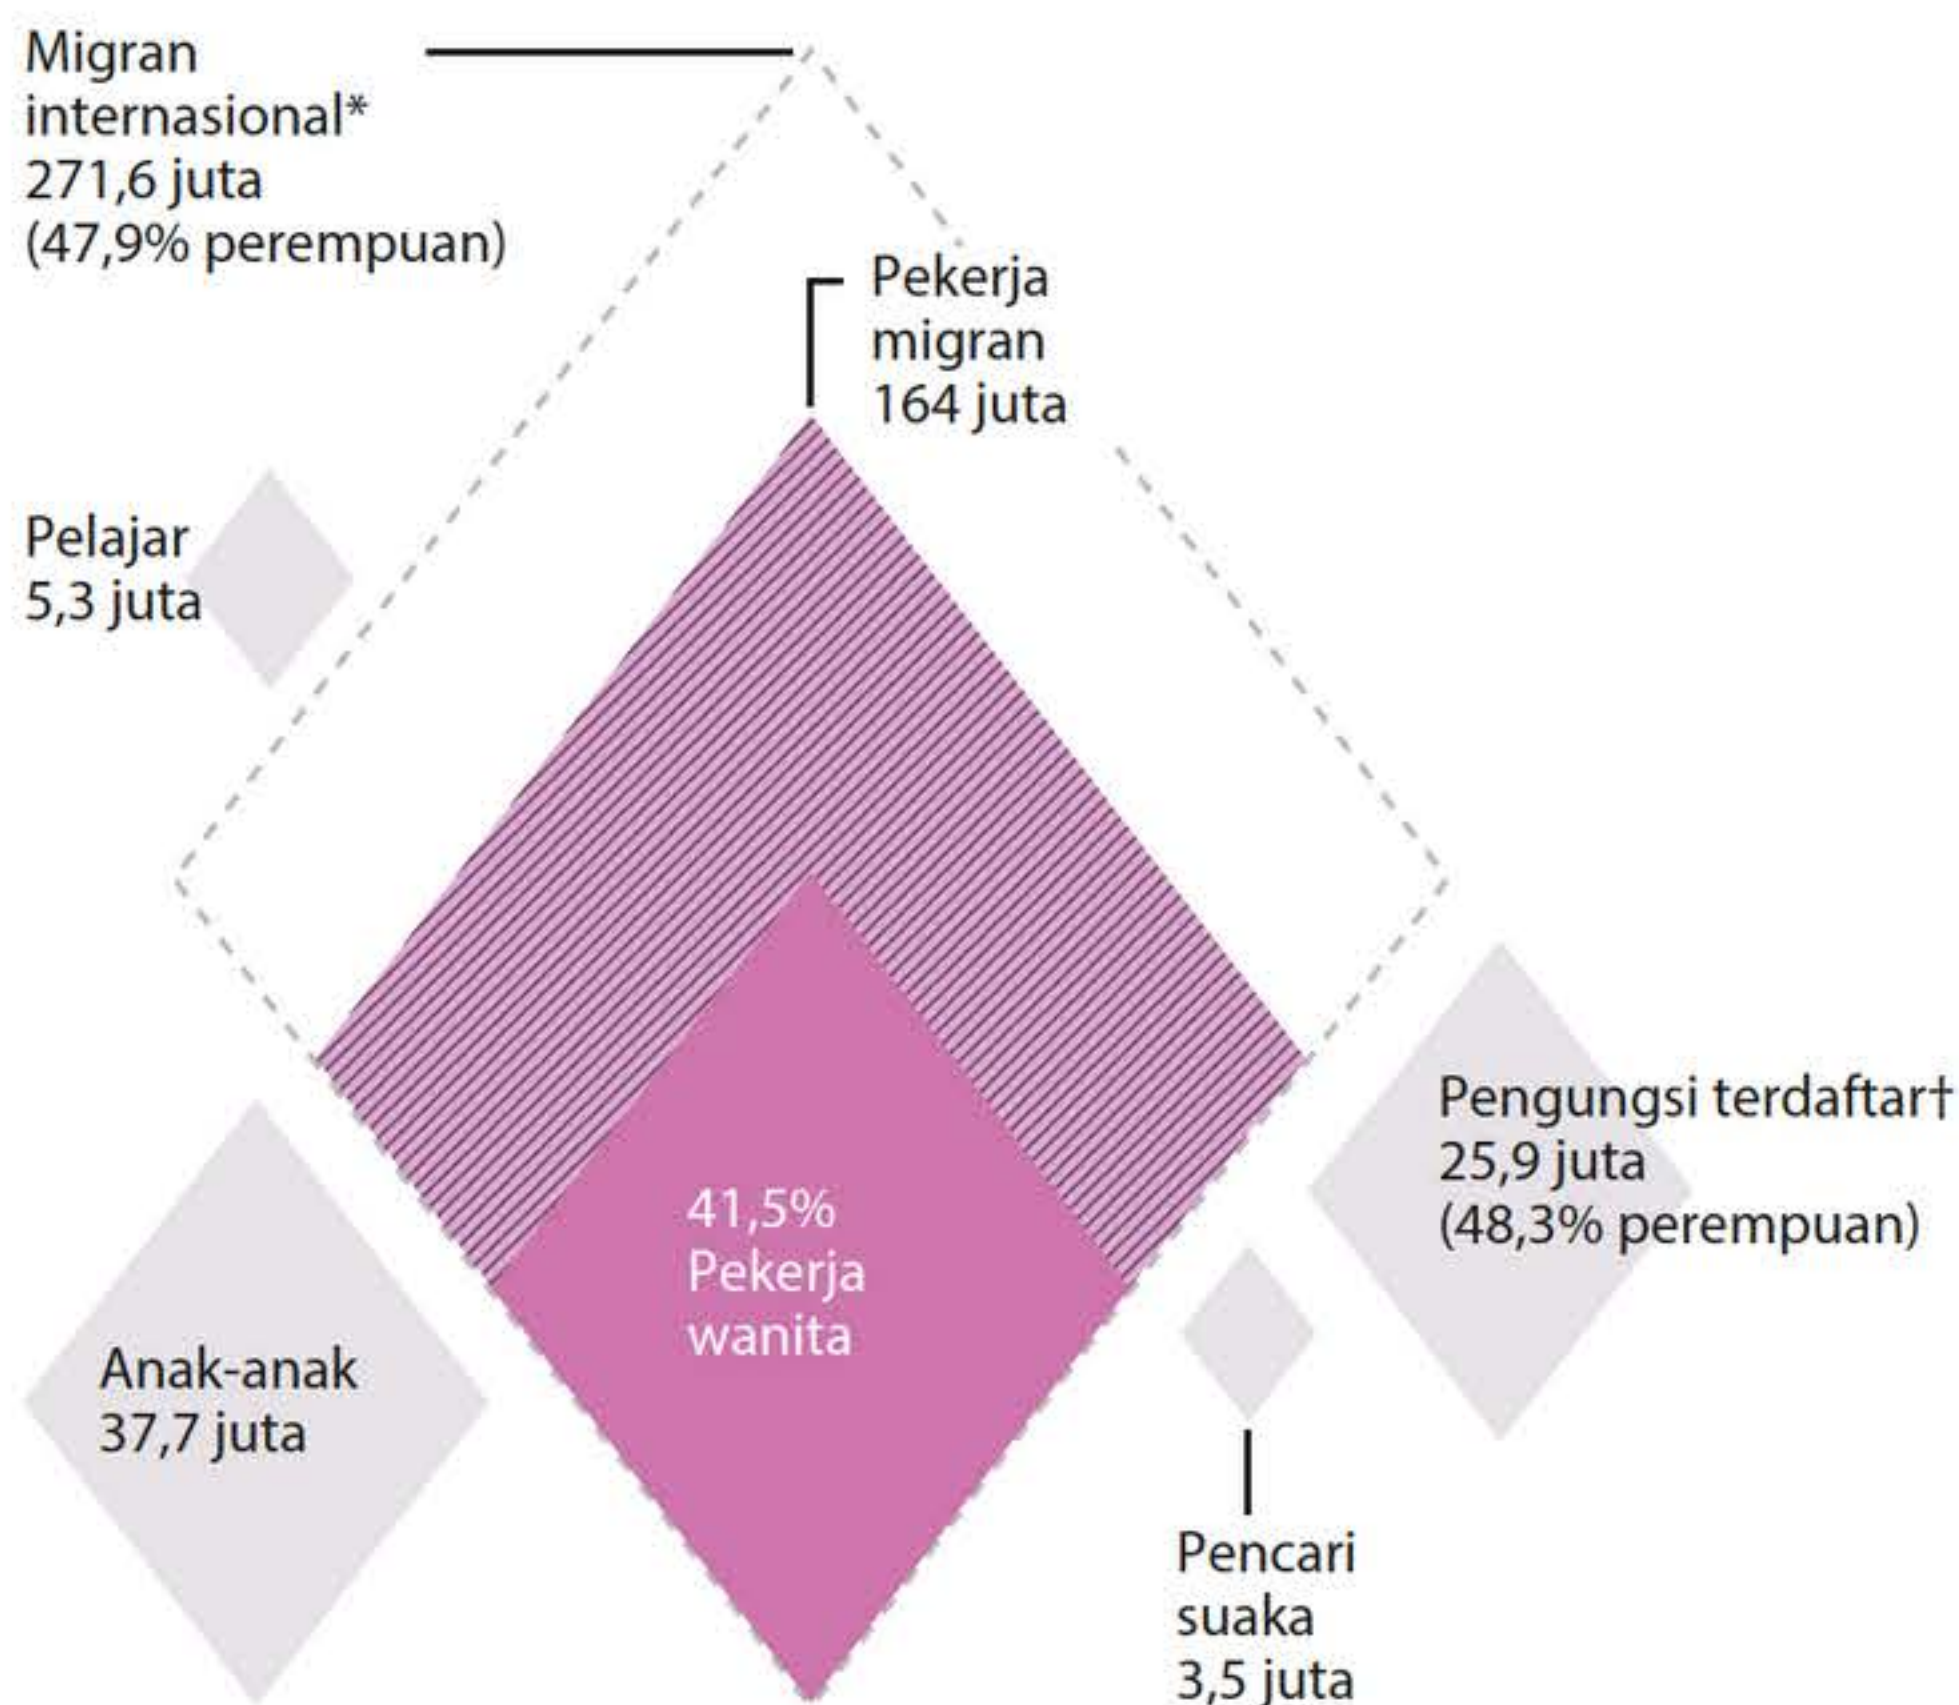 Migran
internasional*
271,6 juta
(47,9% perempuan)
Pekerja
migran
164 juta
Pelajar
5,3 juta
Pengungsi terdaftar†
25,9 juta
(48,3% perempuan)
41,5%
Pekerja
wanita
Anak-anak
37,7 juta
Pencari
suaka
3,5 juta